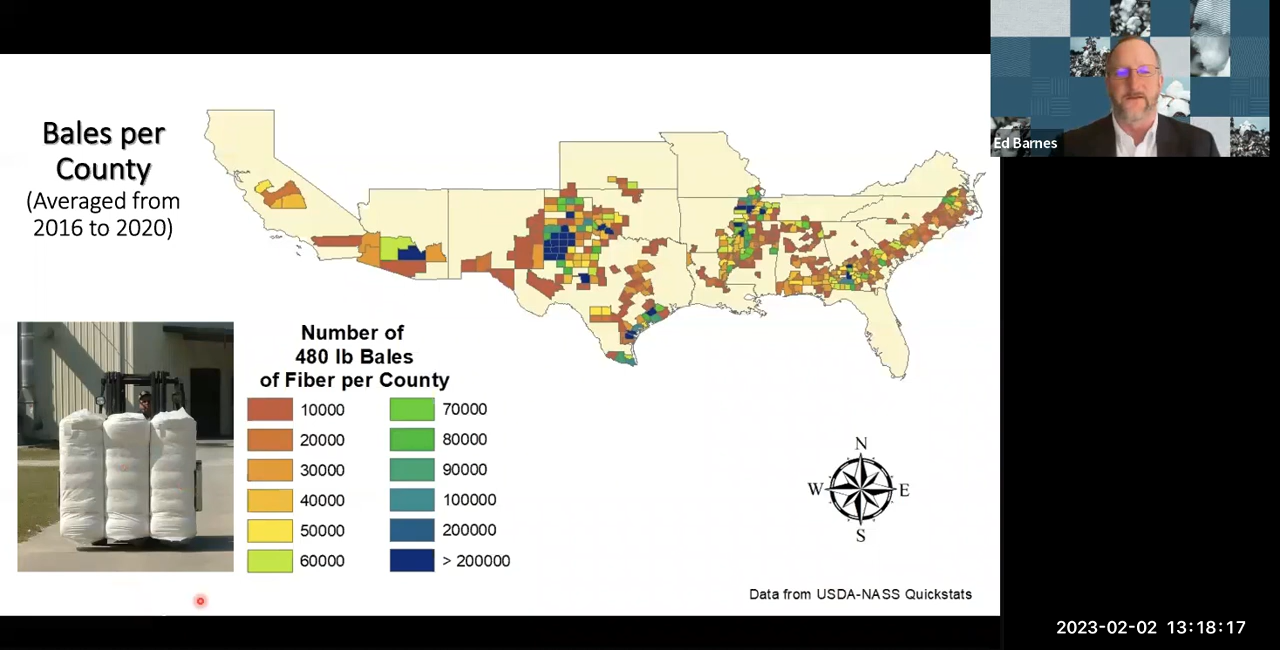 Bales per
County
(Averaged from
2016 to 2020)
Ed Barnes
Number of
480 lb Bales
of Fiber per County
10000
20000
30000
40000
50000
60000
70000
80000
90000
100000
200000
> 200000
N
W
E
S
Data from USDA-NASS Quickstats
2023-02-02 13:18:17